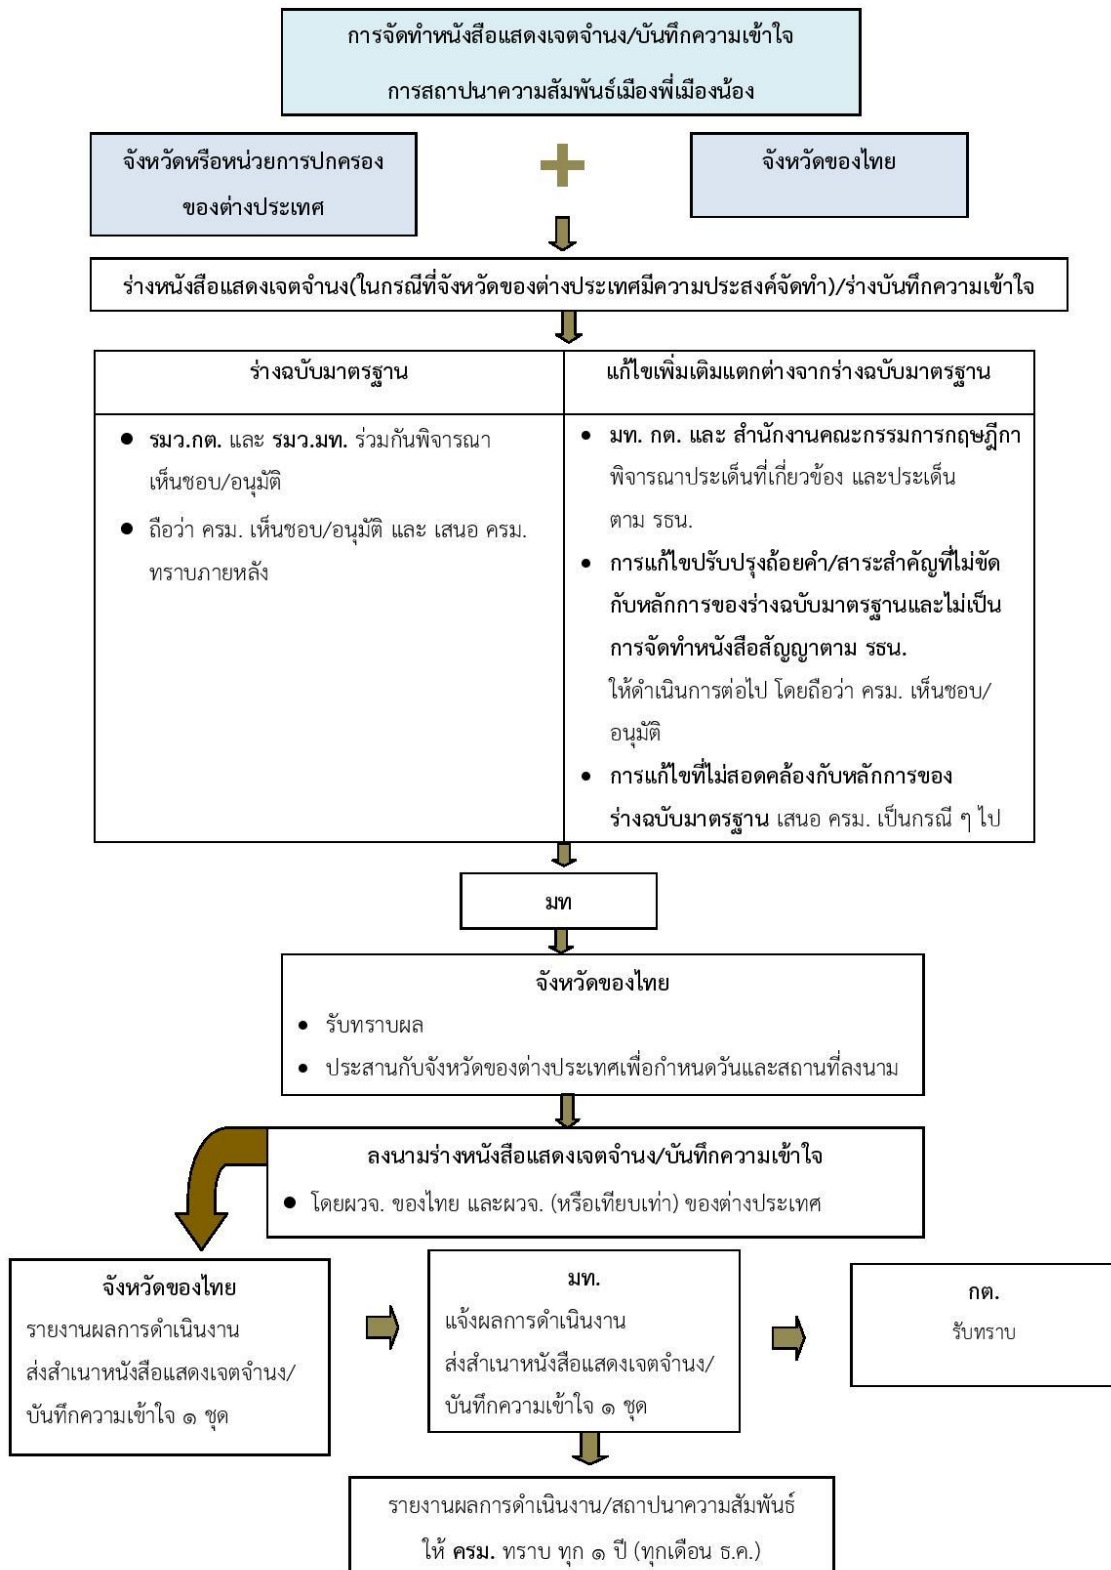 การจัดทำหนังสือแสดงเจตจำนง/บันทึกความเข้าใจ
การสถาปนาความสัมพันธ์เมืองพี่เมืองน้อง
จังหวัดหรือหน่วยการปกครอง
ของต่างประเทศ
จังหวัดของไทย
ร่างหนังสือแสดงเจตจำนง(ในกรณีที่จังหวัดของต่างประเทศมีความประสงค์จัดทำ)/ร่างบันทึกความเข้าใจ
ร่างฉบับมาตรฐาน
● รมว.กต. และ รมว.มท. ร่วมกันพิจารณา
เห็นชอบ/อนุมัติ
● ถือว่า ครม. เห็นชอบ/อนุมัติ และ เสนอ ครม.
ทราบภายหลัง
แก้ไขเพิ่มเติมแตกต่างจากร่างฉบับมาตรฐาน
● มท. กต. และ สำนักงานคณะกรรมการกฤษฎีกา
พิจารณาประเด็นที่เกี่ยวข้อง และประเด็น
ตาม รธน.
● การแก้ไขปรับปรุงถ้อยคำ/สาระสำคัญที่ไม่ขัด
กับหลักการของร่างฉบับมาตรฐานและไม่เป็น
การจัดทำหนังสือสัญญาตาม รธน.
ให้ดำเนินการต่อไป โดยถือว่า ครม. เห็นชอบ/
อนุมัติ
● การแก้ไขที่ไม่สอดคล้องกับหลักการของ
ร่างฉบับมาตรฐาน เสนอ ครม. เป็นกรณี ๆ ไป
มท
จังหวัดของไทย
● รับทราบผล
● ประสานกับจังหวัดของต่างประเทศเพื่อกำหนดวันและสถานที่ลงนาม
ลงนามร่างหนังสือแสดงเจตจำนง/บันทึกความเข้าใจ
● โดยผวจ. ของไทย และผวจ. (หรือเทียบเท่า) ของต่างประเทศ
จังหวัดของไทย
รายงานผลการดำเนินงาน
ส่งสำเนาหนังสือแสดงเจตจำนง/
บันทึกความเข้าใจ ๑ ชุด
มท.
แจ้งผลการดำเนินงาน
ส่งสำเนาหนังสือแสดงเจตจำนง/
บันทึกความเข้าใจ ๑ ชุด
กต.
รับทราบ
รายงานผลการดำเนินงาน/สถาปนาความสัมพันธ์
ให้ ครม. ทราบ ทุก ๑ ปี (ทุกเดือน ธ.ค.)